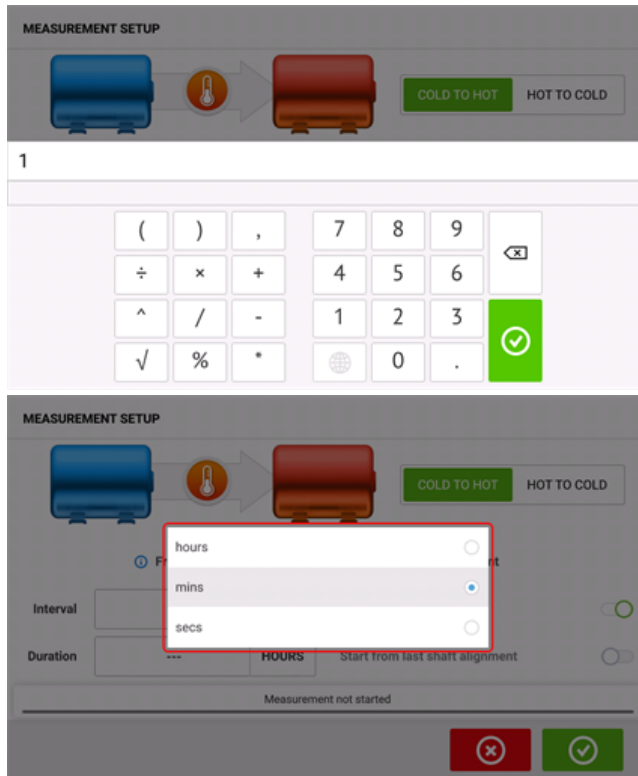 MEASUREMENT SETUP
COLD TO HOT HOT TO COLD
1
( ) , 7 8 9
÷ × + 4 5 6
^ / - 1 2 3
√ % * 0 .
MEASUREMENT SETUP
COLD TO HOT HOT TO COLD
hours
mins
secs
Interval
Duration --- HOURS Start from last shaft alignment
Measurement not started